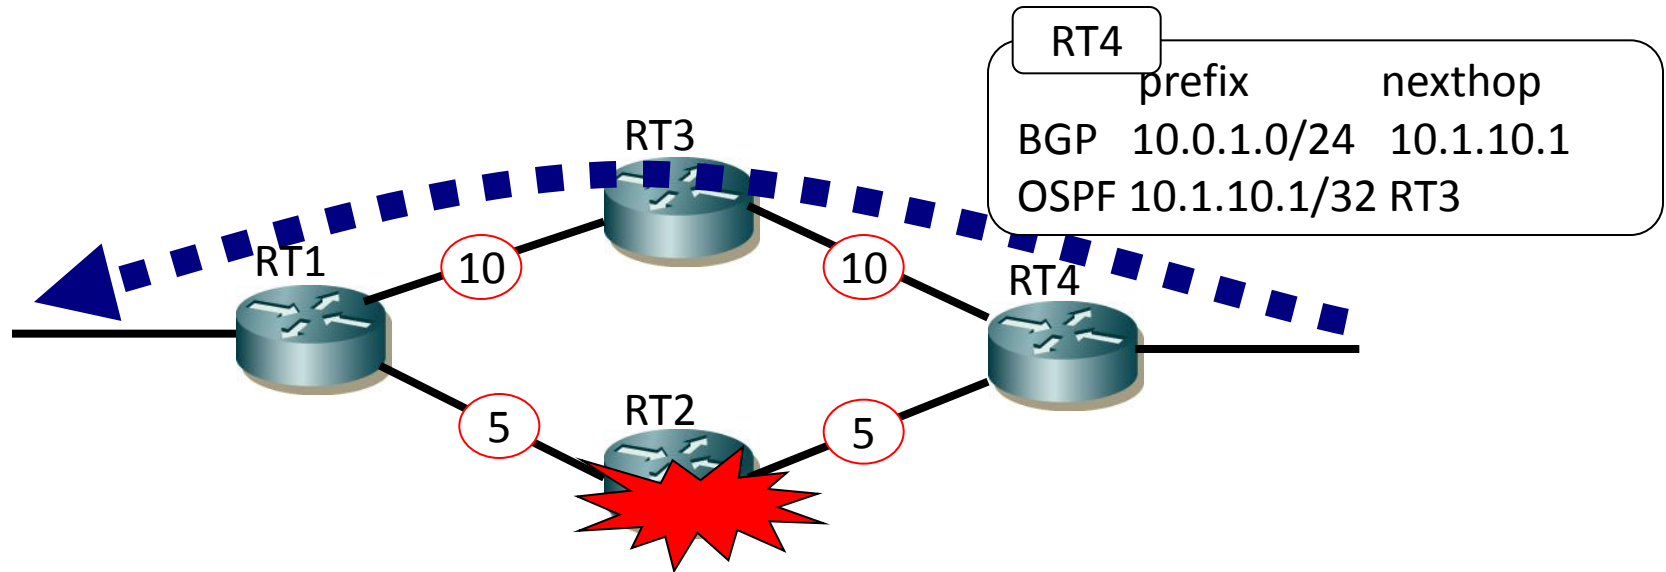 RT4
prefix nexthop
BGP 10.0.1.0/24 10.1.10.1
OSPF 10.1.10.1/32 RT3
RT3
RT1
10
10
RT4
5
RT2
5